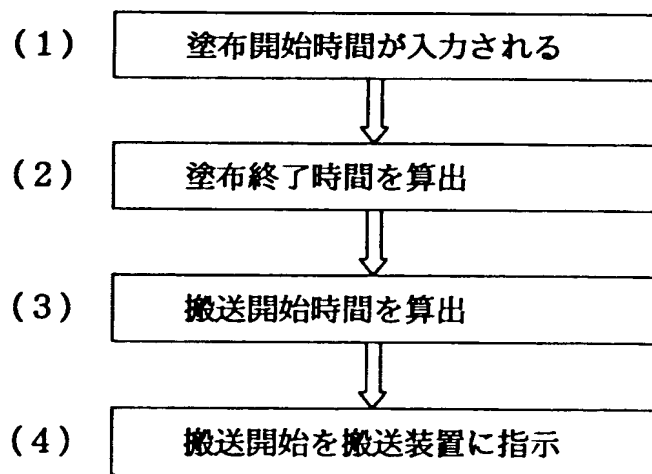 (1) 塗布開始時間が入力される
(2) 塗布終了時間を算出
(3) 搬送開始時間を算出
(4) 搬送開始を搬送装置に指示